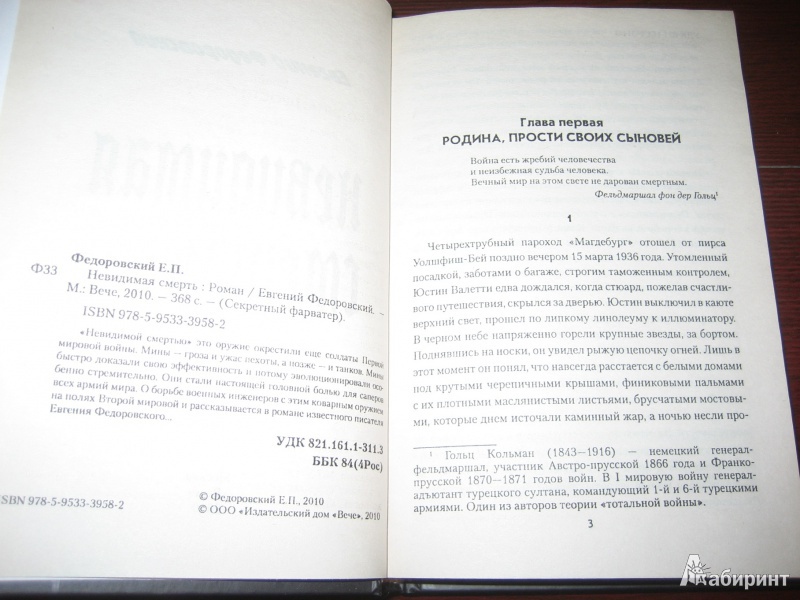 Федоровский Е.П.
Ф33
Невидимая смерть : Роман / Евгений Федоровский. –
М.: Вече, 2010. – 368 с. – (Секретный фарватер).
ISBN 978-5-9533-3958-2
«Невидимой смертью» это оружие окрестили еще солдаты Первой
мировой войны. Мины — гроза и ужас пехоты, а позже — и танков. Мины
быстро доказали свою эффективность и потому эволюционировали осо-
бенно стремительно. Они стали настоящей головной болью для саперов
всех армий мира. О борьбе военных инженеров с этим коварным оружием
на полях Второй мировой и рассказывается в романе известного писателя
Евгения Федоровского...
УДК 821.161.1-311.3
ББК 84(4Рос)
ISBN 978-5-9533-3958-2
© Федоровский Е.П., 2010
© ООО «Издательский дом «Вече», 2010
Глава первая
РОДИНА, ПРОСТИ СВОИХ СЫНОВЕЙ
Война есть жребий человечества
и неизбежная судьба человека.
Вечный мир на этом свете не дарован смертным.
Фельдмаршал фон дер Гольц¹
1
Четырехтрубный пароход «Магдебург» отошел от пирса
Уолшфиш-Бей поздно вечером 15 марта 1936 года. Утомленный
посадкой, заботами о багаже, строгим таможенным контролем,
Юстин Валетти едва дождался, когда стюард, пожелав счастли-
вого путешествия, скрылся за дверью. Юстин выключил в каюте
верхний свет, прошел по липкому линолеуму к иллюминатору.
В черном небе напряженно горели крупные звезды, за бортом.
Поднявшись на носки, он увидел рыжую цепочку огней. Лишь в
этот момент он понял, что навсегда расстается с белыми домами
под крутыми черепичными крышами, финиковыми пальмами
с их плотными маслянистыми листьями, брусчатыми мостовы-
ми, которые днем источали каминный жар, а ночью несли про-
¹ Гольц Кольман (1843—1916) — немецкий генерал-
фельдмаршал, участник Австро-прусской 1866 года и Франко-
прусской 1870—1871 годов войн. В I мировую войну генерал-
адъютант турецкого султана, командующий 1-й и 6-й турецкими
армиями. Один из авторов теории «тотальной войны».
3
Лабиринт